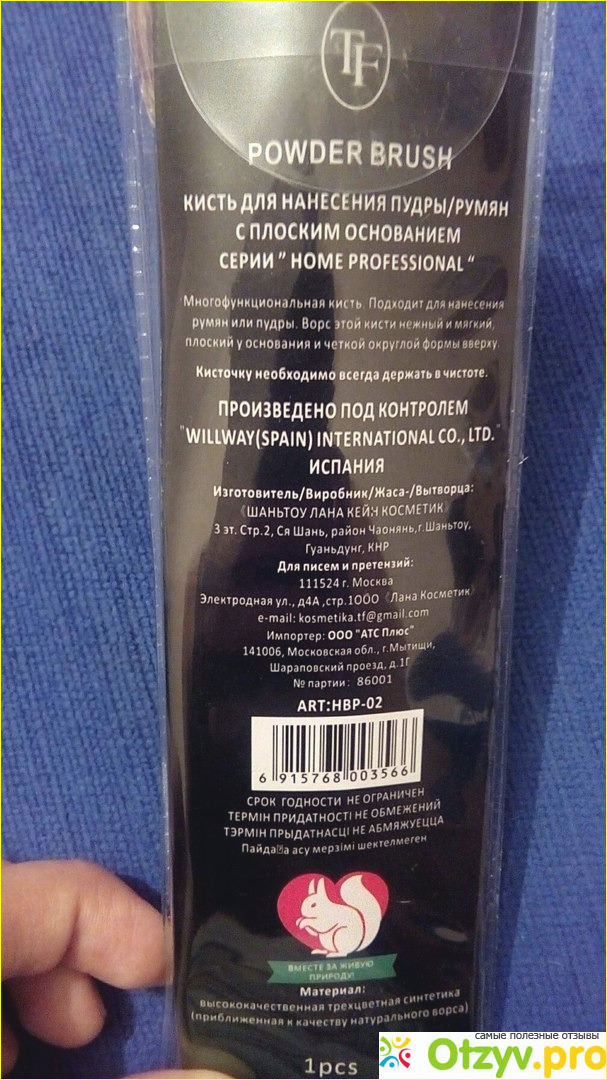 TF
POWDER BRUSH
КИСТЬ ДЛЯ НАНЕСЕНИЯ ПУДРЫ/РУМЯН
С ПЛОСКИМ ОСНОВАНИЕМ
СЕРИИ " HOME PROFESSIONAL "
Многофункциональная кисть. Подходит для нанесения
румян или пудры. Ворс этой кисти нежный и мягкий,
плоский у основания и четкой округлой формы вверху.
Кисточку необходимо всегда держать в чистоте.
ПРОИЗВЕДЕНО ПОД КОНТРОЛЕМ
"WILLWAY(SPAIN) INTERNATIONAL CO., LTD."
ИСПАНИЯ
Изготовитель/Виробник/Жаса-/Вытворца:
《ШАНЬТОУ ЛАНА КЕЙЧ КОСМЕТИК》
3 эт. Стр.2, Ся Шань, район Чаонянь,г.Шаньтоу,
Гуаньдунг, КНР
Для писем и претензий:
111524 г. Москва
Электродная ул., д4А ,стр.1000《Лана Косметик》
e-mail: kosmetika.tf@gmail.com
Импортер: ООО "АТС Плюс"
141006, Московская обл., г.Мытищи,
Шараповский проезд, д.1Г
№ партии: 86001
ART:HBP-02
6 915768 003566
СРОК ГОДНОСТИ НЕ ОГРАНИЧЕН
ТЕРМІН ПРИДАТНОСТІ НЕ ОБМЕЖЕНИЙ
ТЭРМІН ПРЫДАТНАСЦІ НЕ АБМЯЖУЕЦЦА
Пайда￿а асу мерзімі шектелмеген
ВМЕСТЕ ЗА ЖИВУЮ
ПРИРОДУ!
Материал:
высококачественная трехцветная синтетика
(приближенная к качеству натурального ворса)
1pcs
самые полезные отзывы
Otzyv.pro